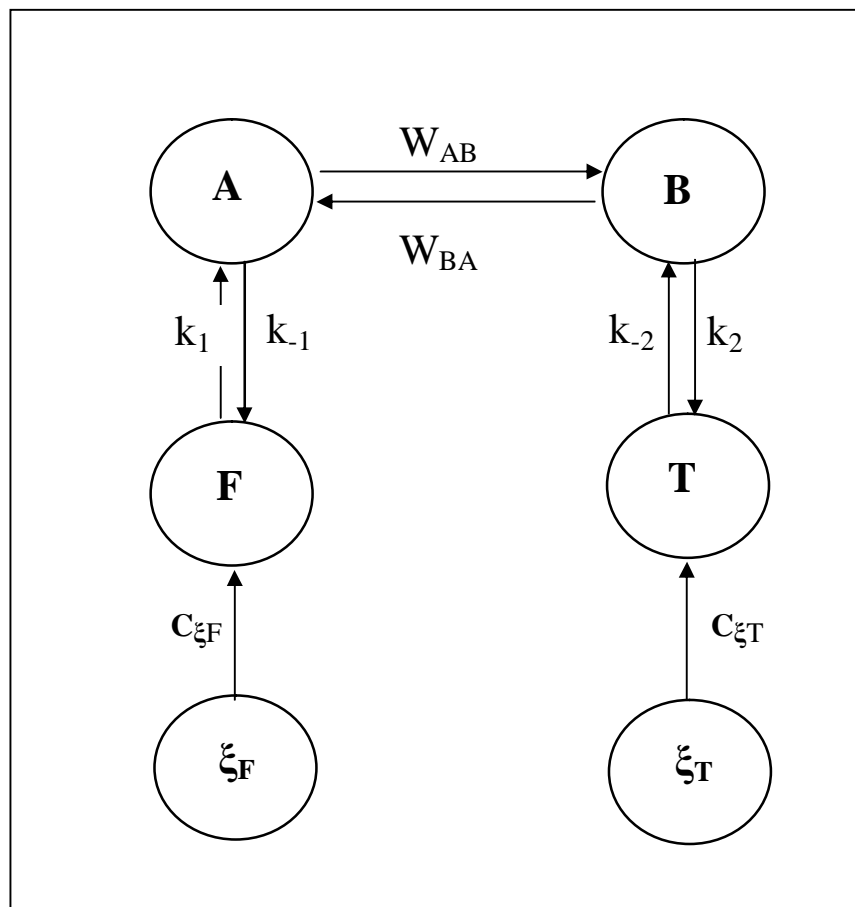 W_AB
A B
W_BA
k_1 k_-1 k_-2 k_2
F T
C_ξF C_ξT
ξ_F ξ_T